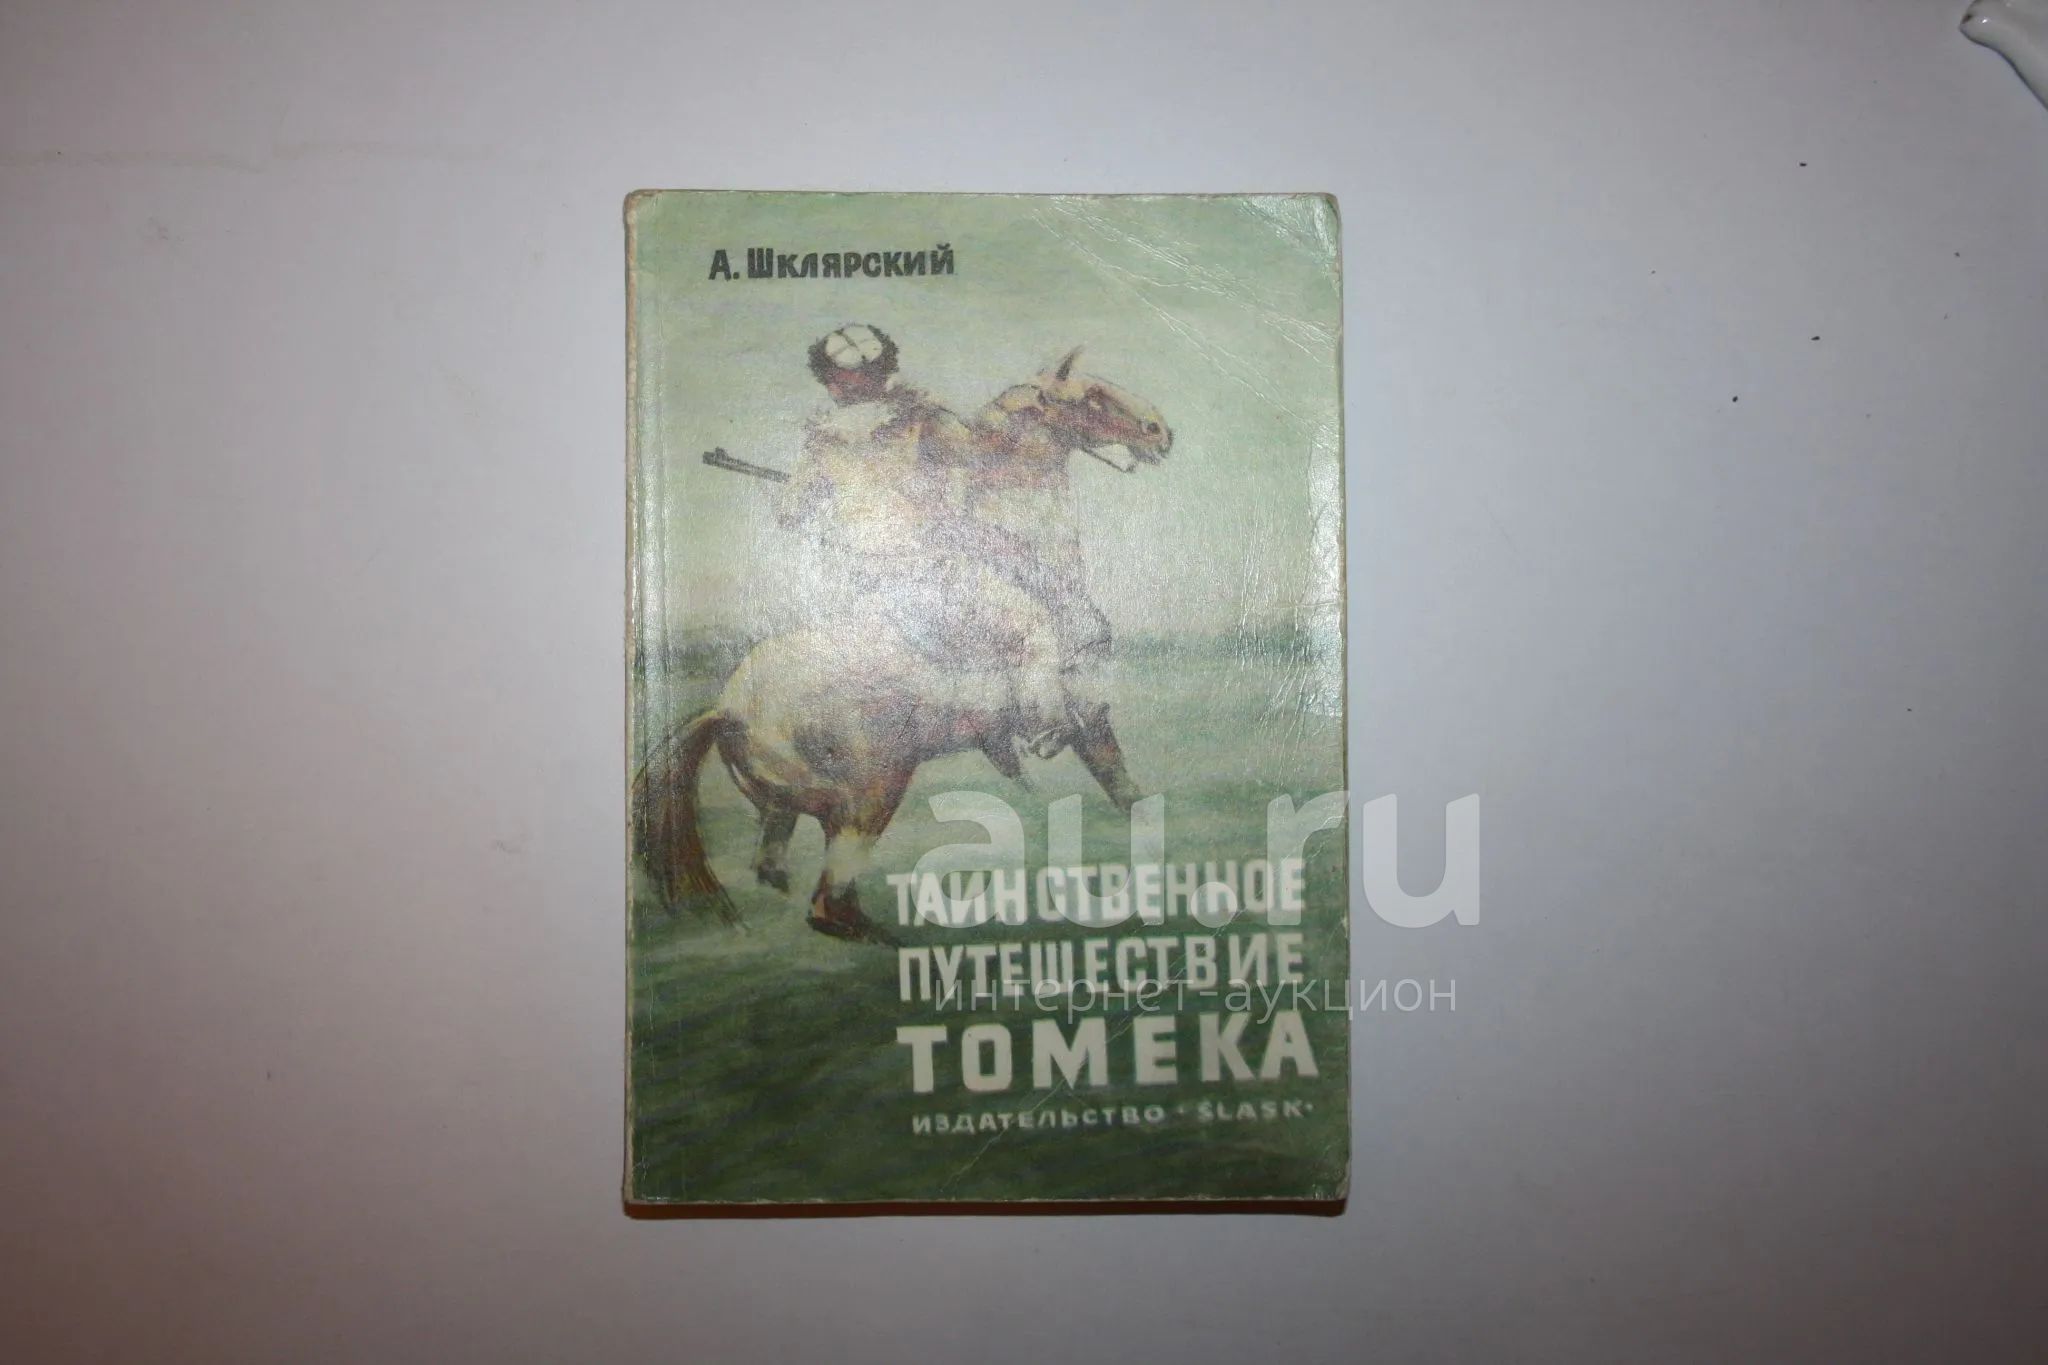 А. Шклярский
ТАИНСТВЕННОЕ
ПУТЕШЕСТВИЕ
ТОМЕКА
ИЗДАТЕЛЬСТВО · ŚLĄSK ·
au.ru
интернет-аукцион